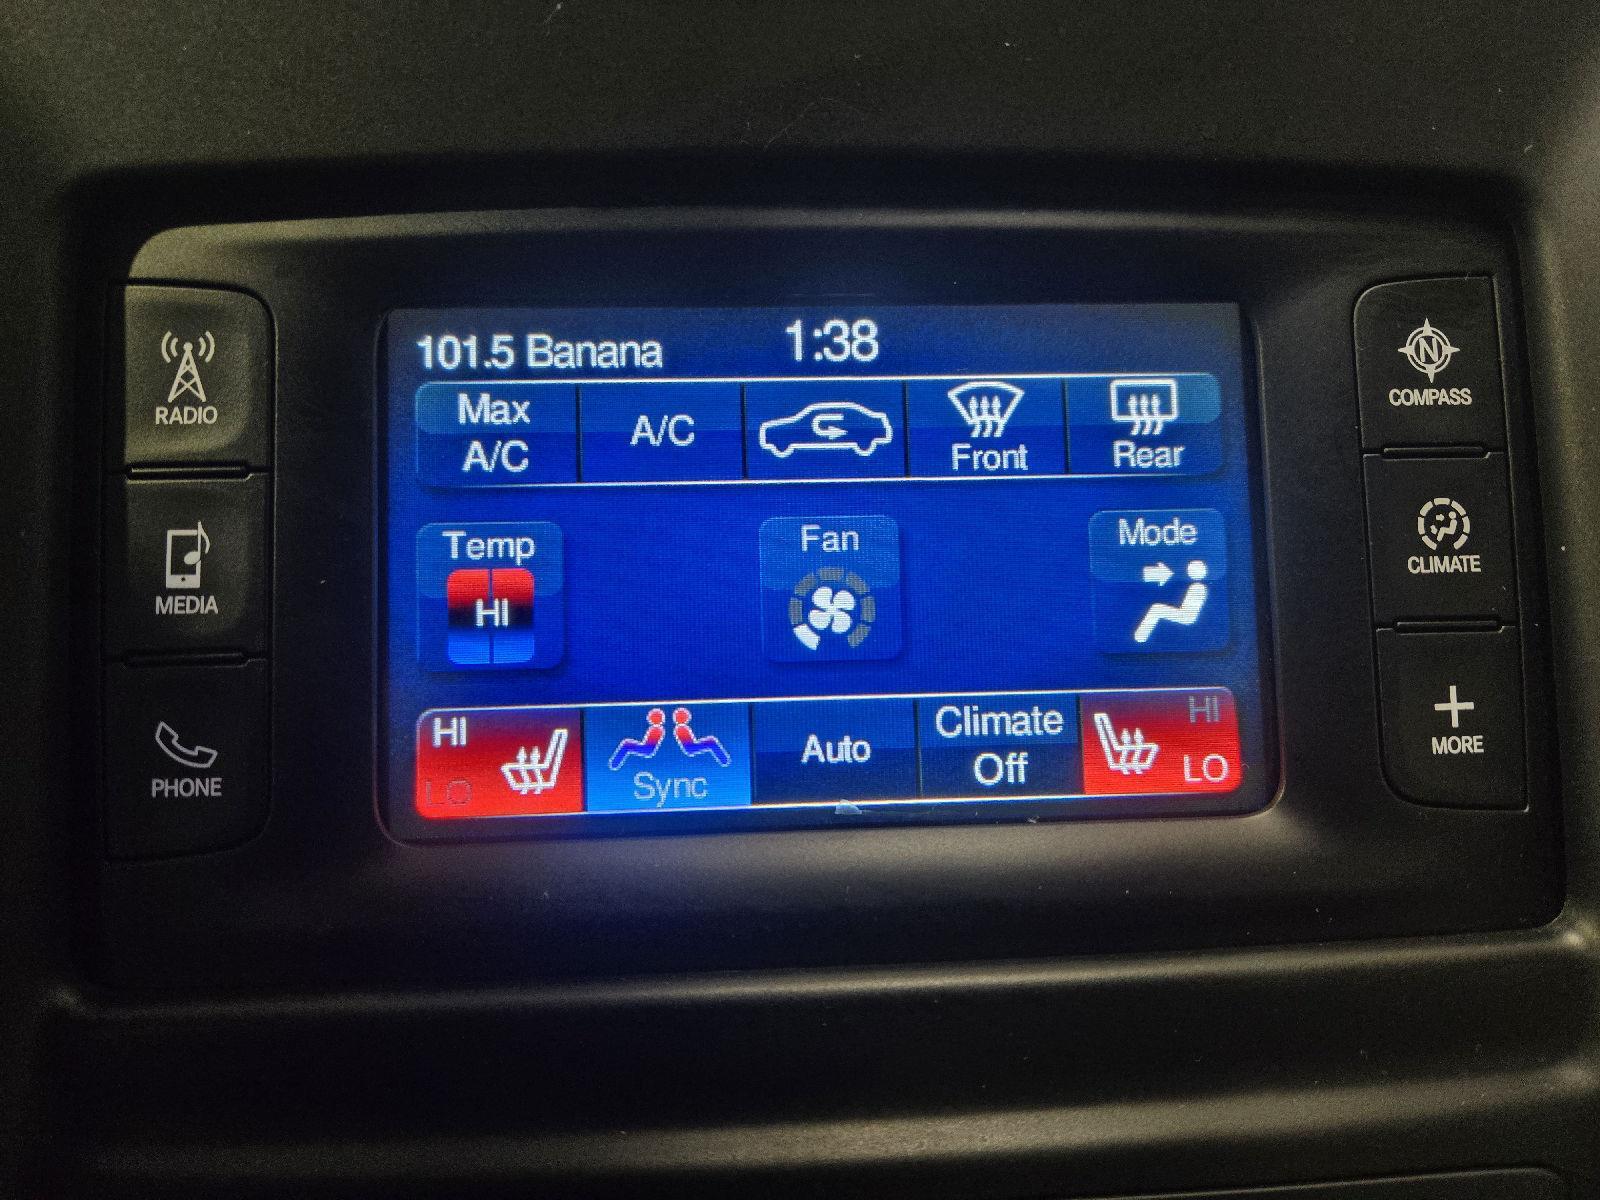 101.5 Banana
1:38
Max
A/C
A/C
Front
Rear
Temp
HI
Fan
Mode
HI
LO
Sync
Auto
Climate
Off
HI
LO
RADIO
MEDIA
PHONE
N
COMPASS
CLIMATE
MORE